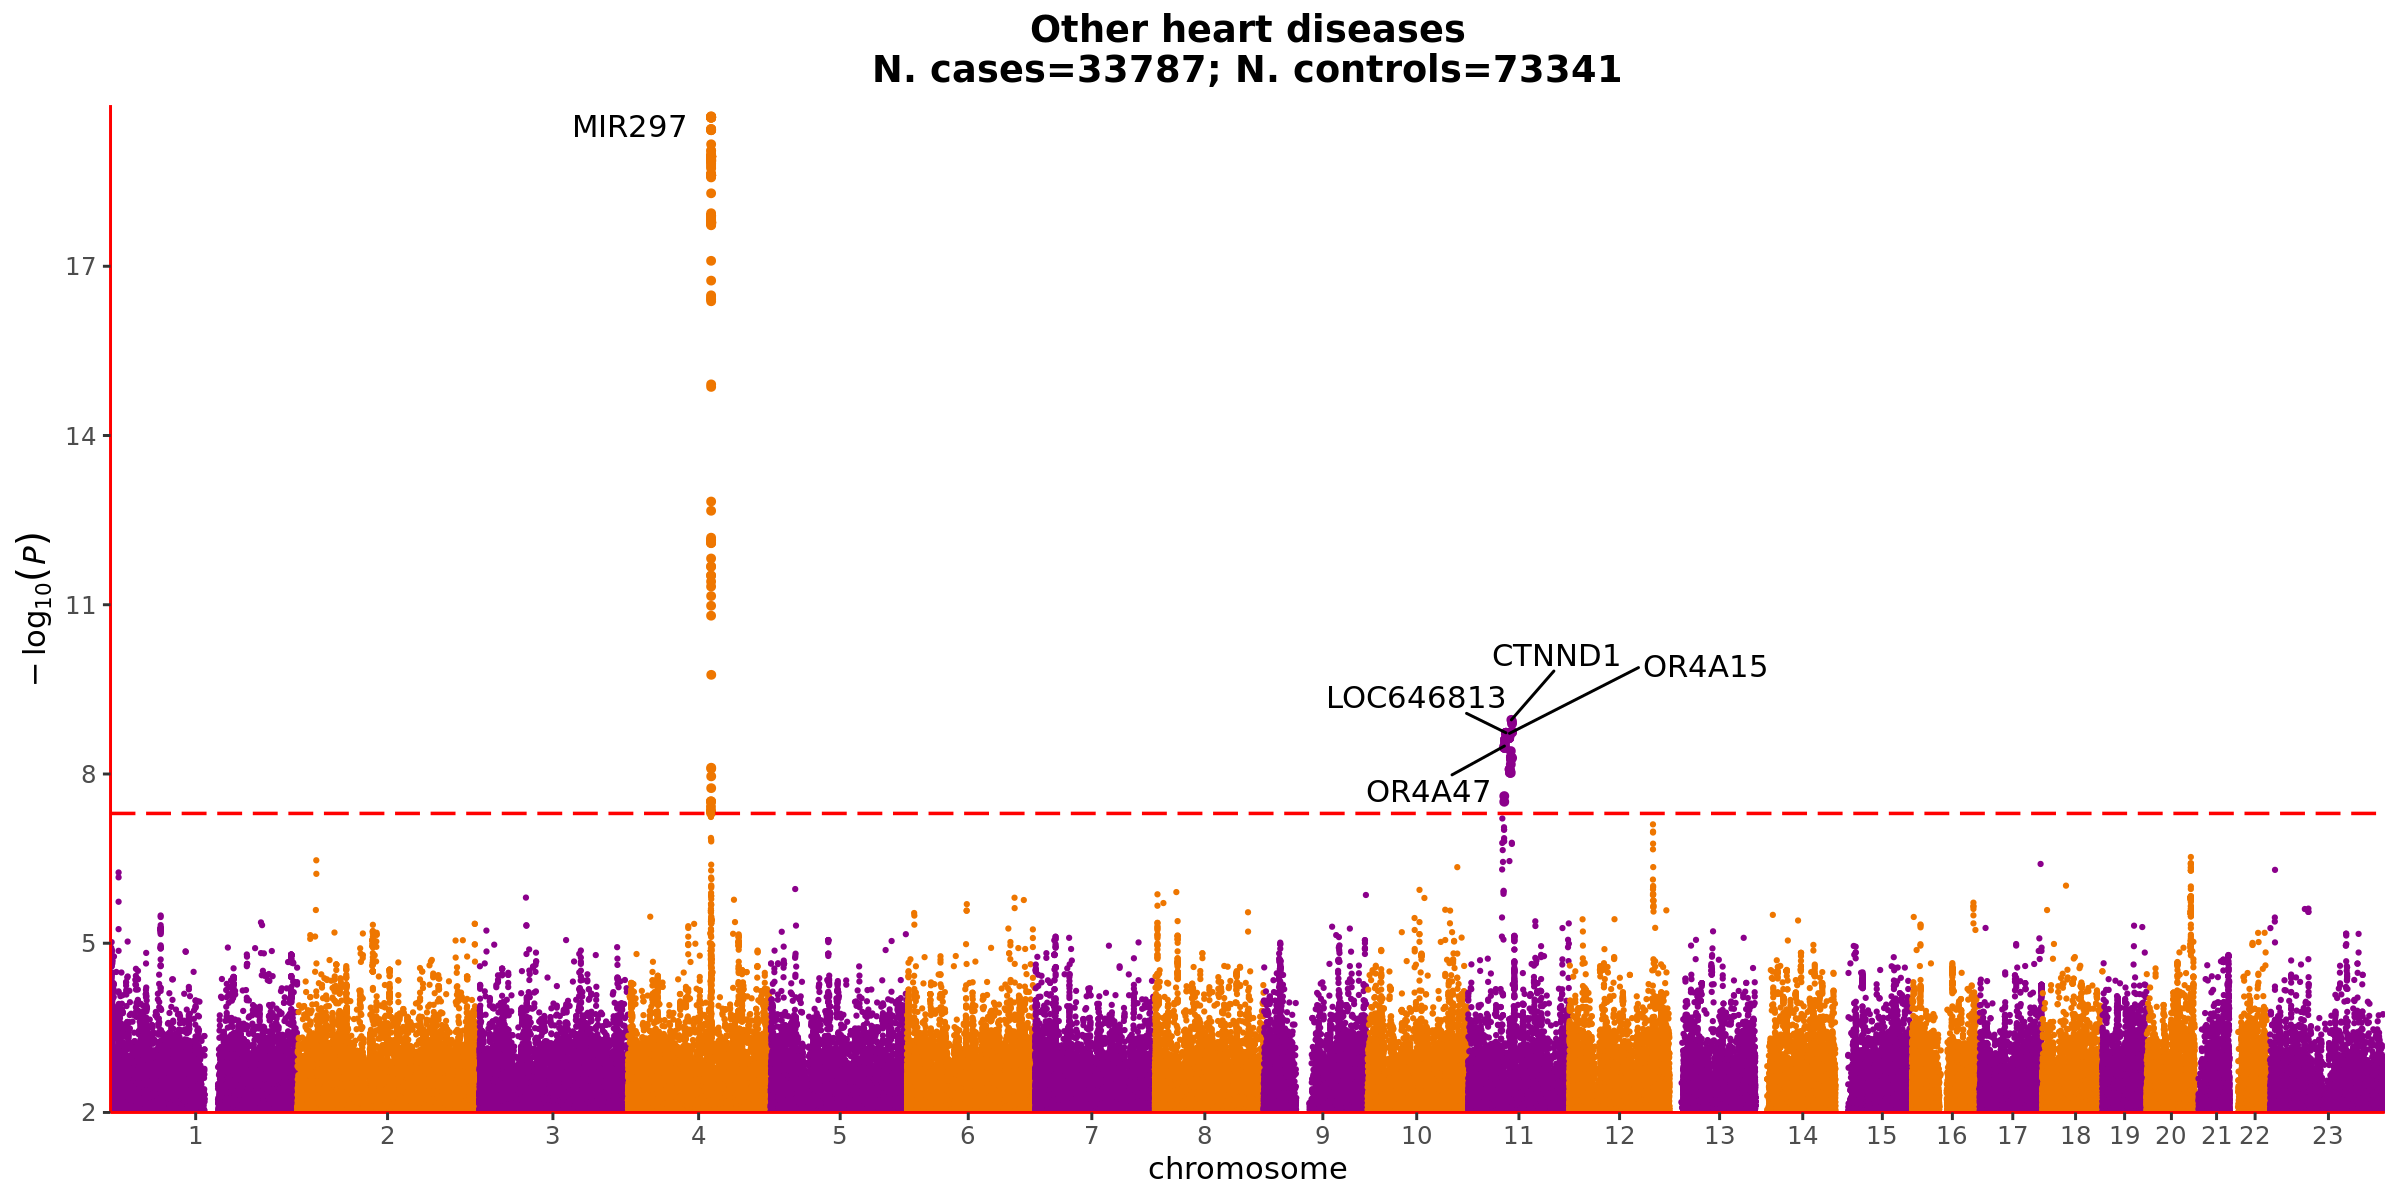 Other heart diseases
N. cases=33787; N. controls=73341
MIR297
17
14
11
8
5
2
− log10(P)
CTNND1
OR4A15
LOC646813
OR4A47
1 2 3 4 5 6 7 8 9 10 11 12 13 14 15 16 17 18 19 20 21 22 23
chromosome